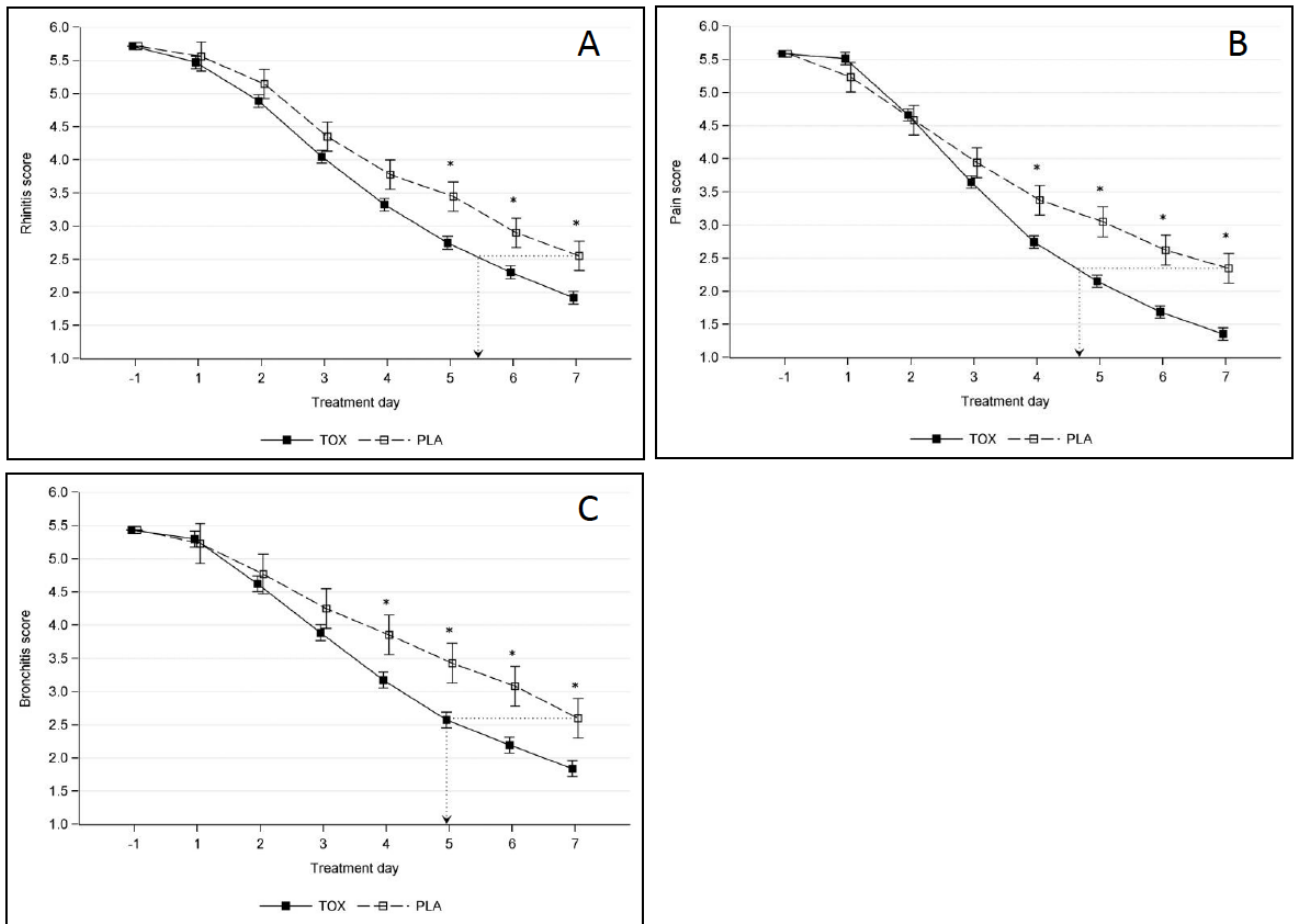 A
6.0
5.5
5.0
4.5
4.0
3.5
3.0
2.5
2.0
1.5
1.0
Rhinitis score
* * *
-1 1 2 3 4 5 6 7
Treatment day
TOX PLA
B
6.0
5.5
5.0
4.5
4.0
3.5
3.0
2.5
2.0
1.5
1.0
Pain score
* * * *
-1 1 2 3 4 5 6 7
Treatment day
TOX PLA
C
6.0
5.5
5.0
4.5
4.0
3.5
3.0
2.5
2.0
1.5
1.0
Bronchitis score
* * * *
-1 1 2 3 4 5 6 7
Treatment day
TOX PLA